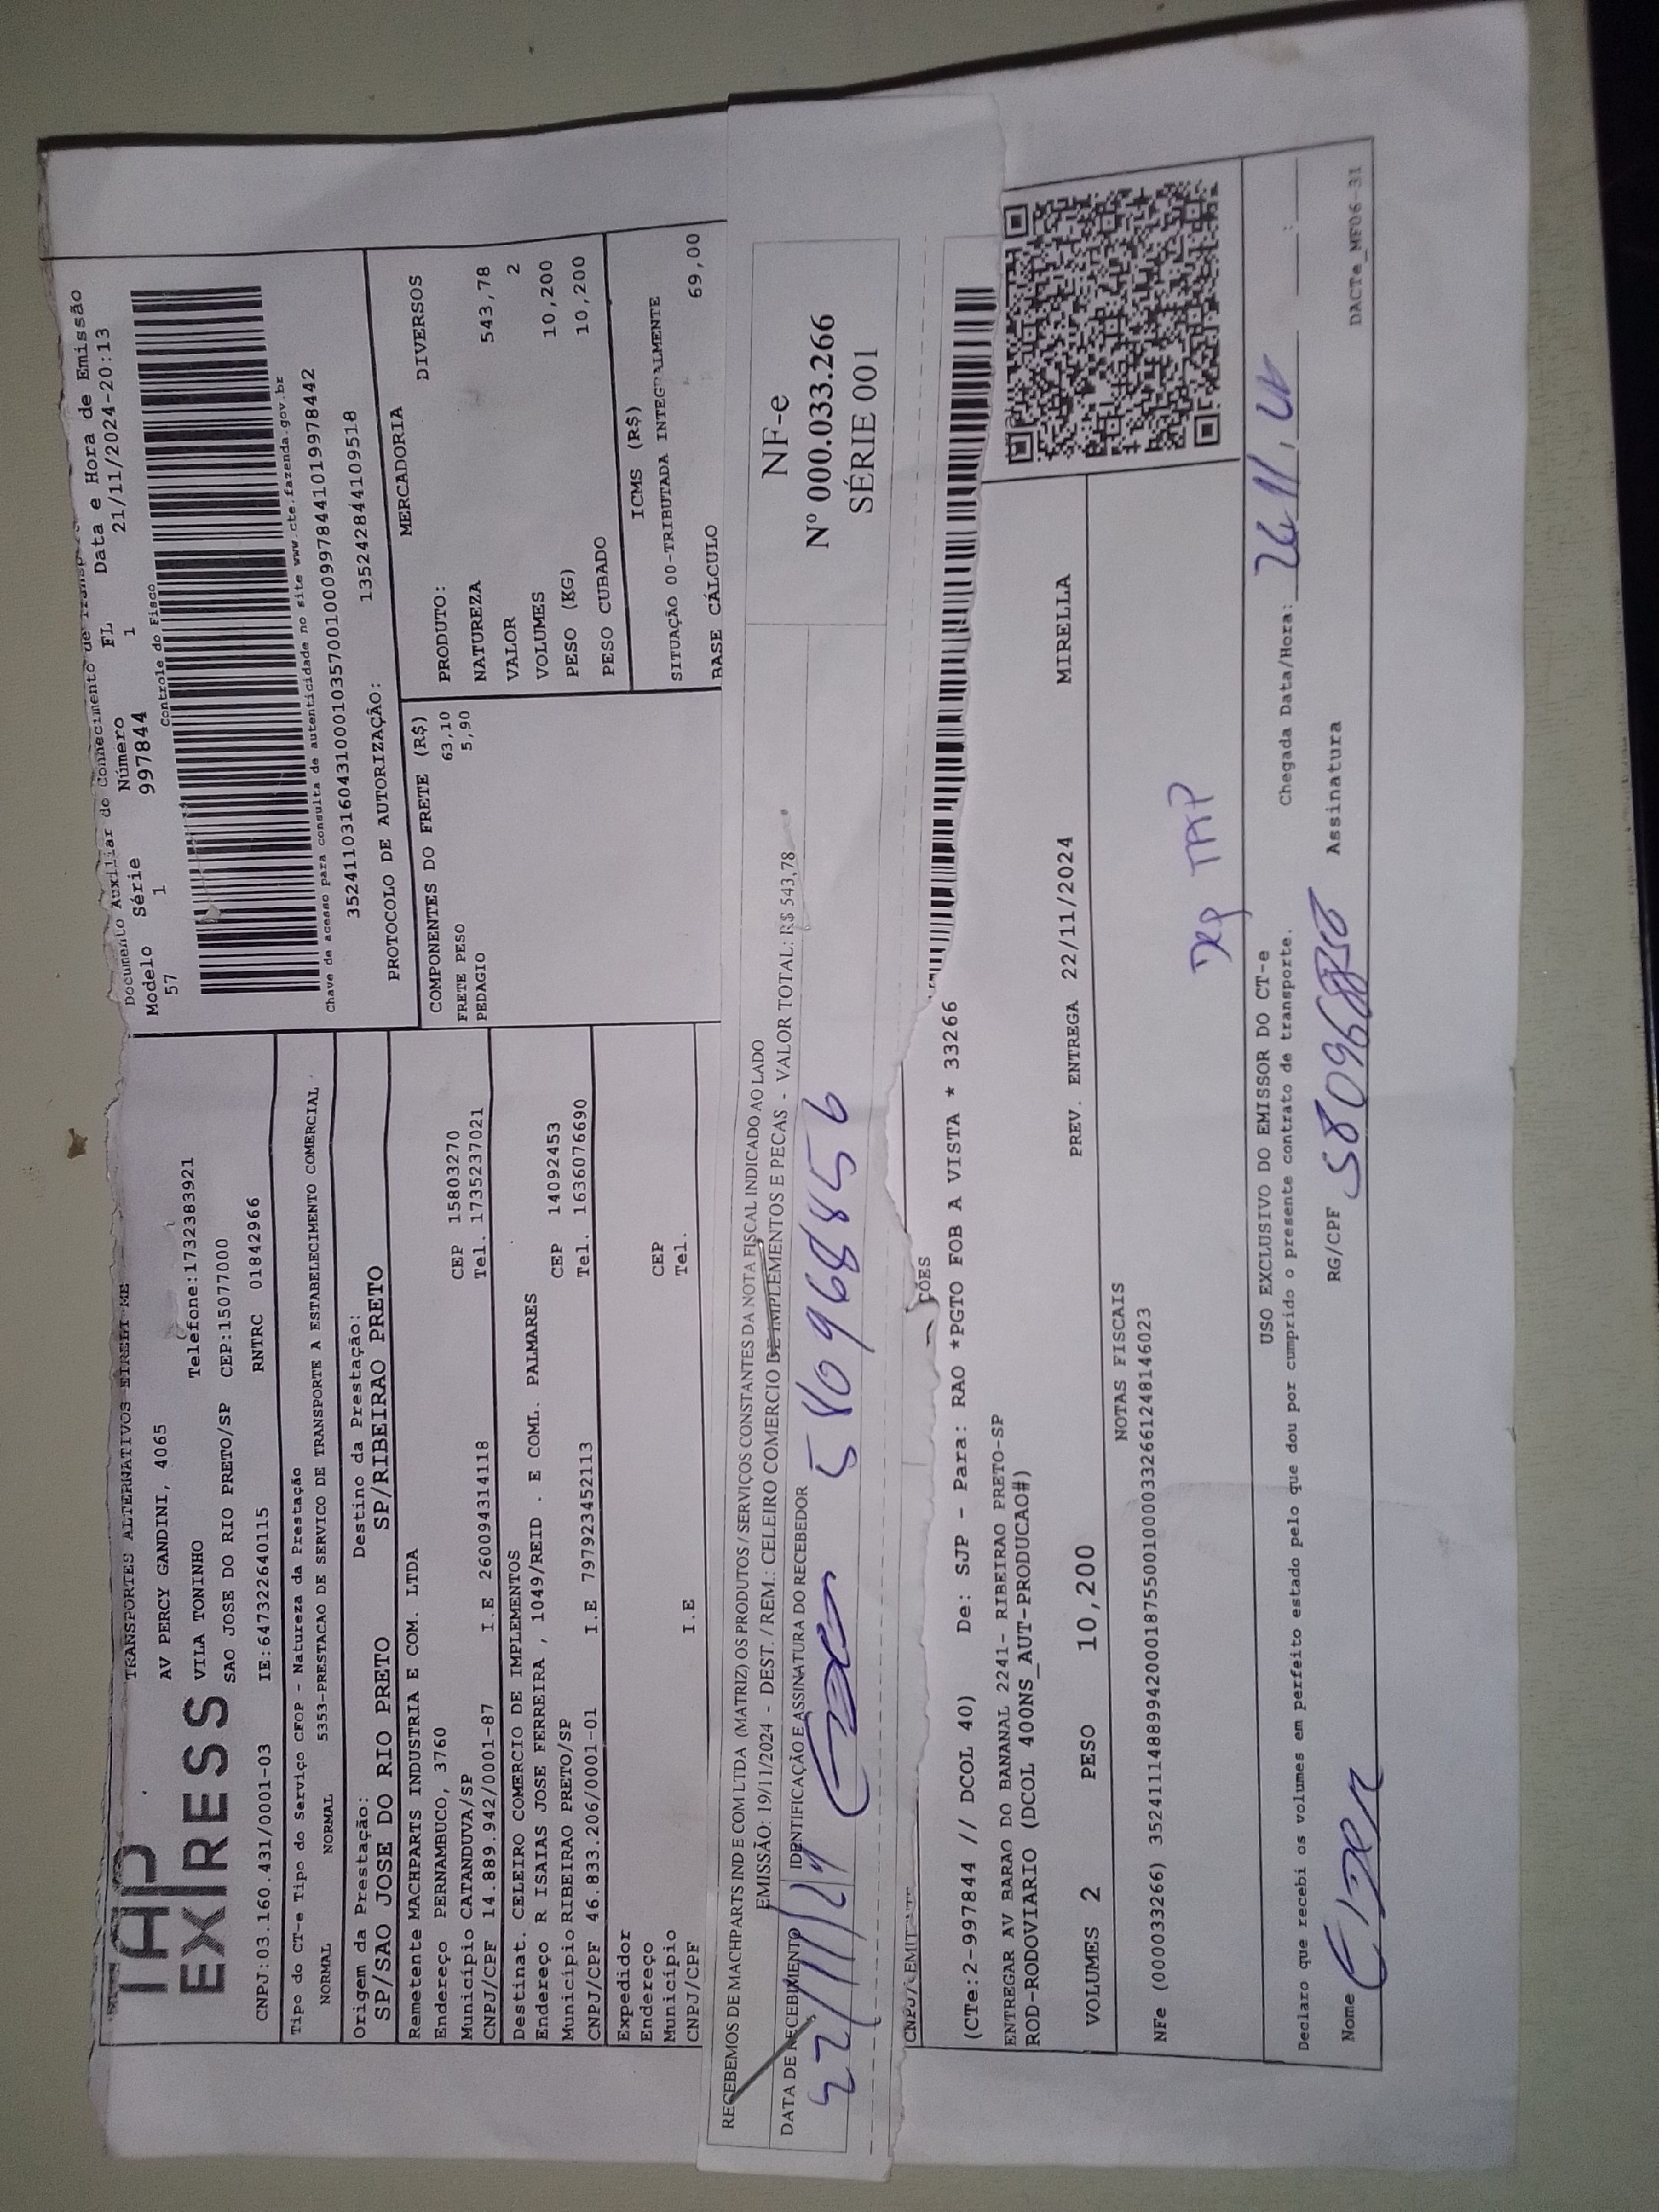 TAP
EXPRESS
TRANSPORTES ALTERNATIVOS EIRELI ME
AV PERCY GANDINI, 4065
VILA TONINHO Telefone:1732383921
SAO JOSE DO RIO PRETO/SP CEP:15077000
CNPJ:03.160.431/0001-03 IE:647322640115 RNTRC 01842966
Documento Auxiliar do Conhecimento de Transp
Modelo Série Número FL Data e Hora de Emissão
57 1 997844 1 21/11/2024-20:13
Controle do Fisco
Chave de acesso para consulta de autenticidade no site www.cte.fazenda.gov.br
35241103160431000103570010009978441019978442
PROTOCOLO DE AUTORIZAÇÃO: 135242844109518
Tipo do CT-e Tipo do Serviço CFOP - Natureza da Prestação
NORMAL NORMAL 5353-PRESTACAO DE SERVICO DE TRANSPORTE A ESTABELECIMENTO COMERCIAL
Origem da Prestação: Destino da Prestação:
SP/SAO JOSE DO RIO PRETO SP/RIBEIRAO PRETO
Remetente MACHPARTS INDUSTRIA E COM. LTDA
Endereço PERNAMBUCO, 3760
Município CATANDUVA/SP CEP 15803270
CNPJ/CPF 14.889.942/0001-87 I.E 260094314118 Tel. 1735237021
Destinat. CELEIRO COMERCIO DE IMPLEMENTOS
Endereço R ISAIAS JOSE FERREIRA , 1049/REID . E COML. PALMARES
Município RIBEIRAO PRETO/SP CEP 14092453
CNPJ/CPF 46.833.206/0001-01 I.E 797923452113 Tel. 1636076690
Expedidor
Endereço
Município CEP
CNPJ/CPF I.E Tel.
COMPONENTES DO FRETE (R$)
FRETE PESO 63,10
PEDAGIO 5,90
MERCADORIA
PRODUTO: DIVERSOS
NATUREZA
VALOR 543,78
VOLUMES 2
PESO (KG) 10,200
PESO CUBADO 10,200
ICMS (R$)
SITUAÇÃO 00-TRIBUTADA INTEGRALMENTE
BASE CÁLCULO 69,00
RECEBEMOS DE MACHPARTS IND E COM LTDA (MATRIZ) OS PRODUTOS / SERVIÇOS CONSTANTES DA NOTA FISCAL INDICADO AO LADO
EMISSÃO: 19/11/2024 - DEST. / REM.: CELEIRO COMERCIO DE IMPLEMENTOS E PECAS - VALOR TOTAL: R$ 543,78
DATA DE RECEBIMENTO IDENTIFICAÇÃO E ASSINATURA DO RECEBEDOR
22/11/24 580968856
NF-e
Nº 000.033.266
SÉRIE 001
CNPJ/ EMITENTE
ÇÕES
(CTe:2-997844 // DCOL 40) De: SJP - Para: RAO *PGTO FOB A VISTA * 33266
ENTREGAR AV BARAO DO BANANAL 2241- RIBEIRAO PRETO-SP
ROD-RODOVIARIO (DCOL 400NS_AUT-PRODUCAO#)
VOLUMES 2 PESO 10,200 PREV. ENTREGA 22/11/2024 MIRELLA
NOTAS FISCAIS
NFe (000033266) 35241114889942000187550010000332661248146023
TAP
USO EXCLUSIVO DO EMISSOR DO CT-e
Declaro que recebi os volumes em perfeito estado pelo que dou por cumprido o presente contrato de transporte. Chegada Data/Hora:
Nome RG/CPF Assinatura
DACTe_MF06-31